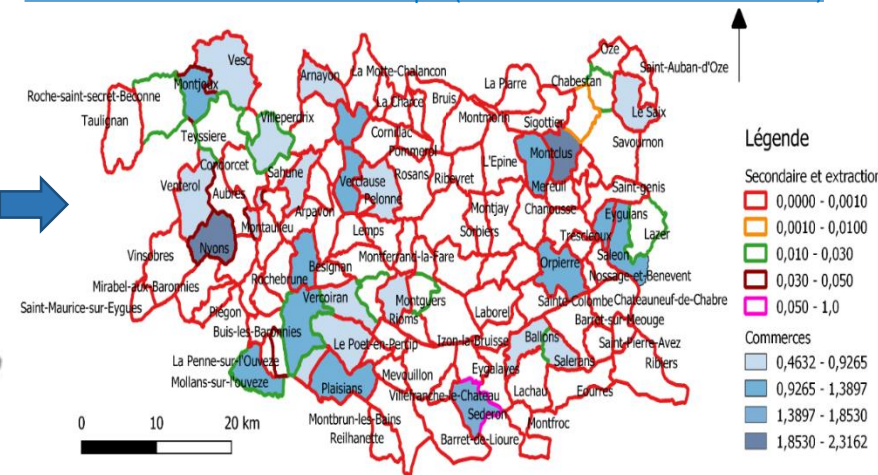 Oze
Saint-Auban-d'Oze
Vesc
Arnayon
La Motte-Chalancon
La Piarre
Chabestan
Montjoux
Roche-saint-secret-Beconne
La Charce
Bruis
Le Saix
Taulignan
Villeperdrix
Montmorin
Sigottier
Teyssiere
Cornillac
Savournon
Pommerol
Montclus
Condorcet
Sahune
Verclause
Rosans
Ribeyret
L'Epine
Venterol
Aubres
Pelonne
Mereuil
Saint-genis
Arpavon
Montjay
Chanousse
Eyguians
Montaulieu
Lemps
Sorbiers
Trescleoux
Lazer
Nyons
Saleon
Vinsobres
Montferrand-la-Fare
Orpierre
Besignan
Rochebrune
Nossage-et-Benevent
Mirabel-aux-Baronnies
Vercoiran
Montguers
Sainte-Colombe
Chateauneuf-de-Chabre
Saint-Maurice-sur-Eygues
Piégon
Rioms
Laborel
Barret-sur-Meouge
Buis-les-Baronnies
Le Poet-en-Percip
Izon-la-Bruisse
Ballons
Saint-Pierre-Avez
La Penne-sur-l'Ouveze
Salerans
Ribiers
Mollans-sur-l'ouveze
Plaisians
Mevouillon
Eygalayes
Villefranche-le-Chateau
Lachau
Eourres
Sederon
Montbrun-les-Bains
Montfroc
Reilhanette
Barret-de-Lioure
0 10 20 km
Légende
Secondaire et extraction
0,0000 - 0,0010
0,0010 - 0,0100
0,010 - 0,030
0,030 - 0,050
0,050 - 1,0
Commerces
0,4632 - 0,9265
0,9265 - 1,3897
1,3897 - 1,8530
1,8530 - 2,3162